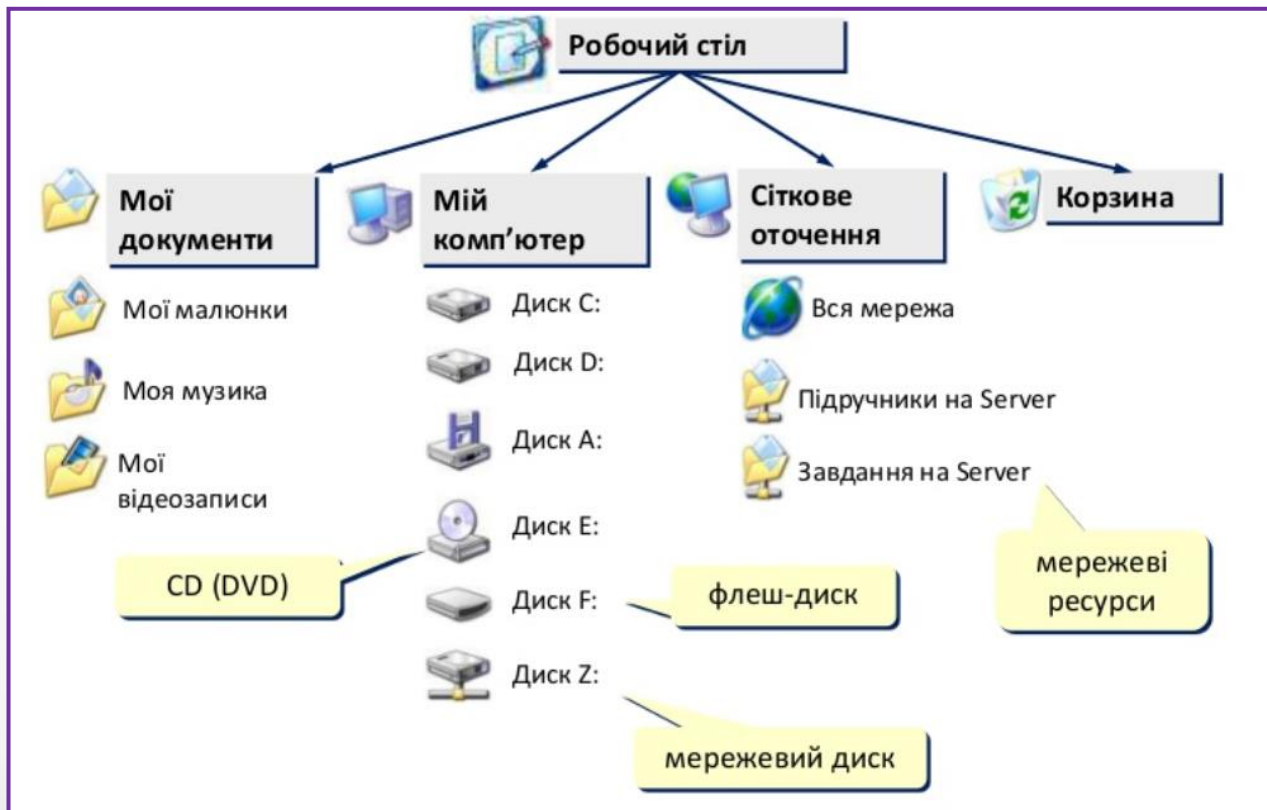 Робочий стіл
Мої
документи
Мій
комп’ютер
Сіткове
оточення
Корзина
Мої малюнки
Моя музика
Мої
відеозаписи
Диск C:
Диск D:
Диск A:
Диск E:
Диск F:
Диск Z:
Вся мережа
Підручники на Server
Завдання на Server
CD (DVD)
флеш-диск
мережеві
ресурси
мережевий диск